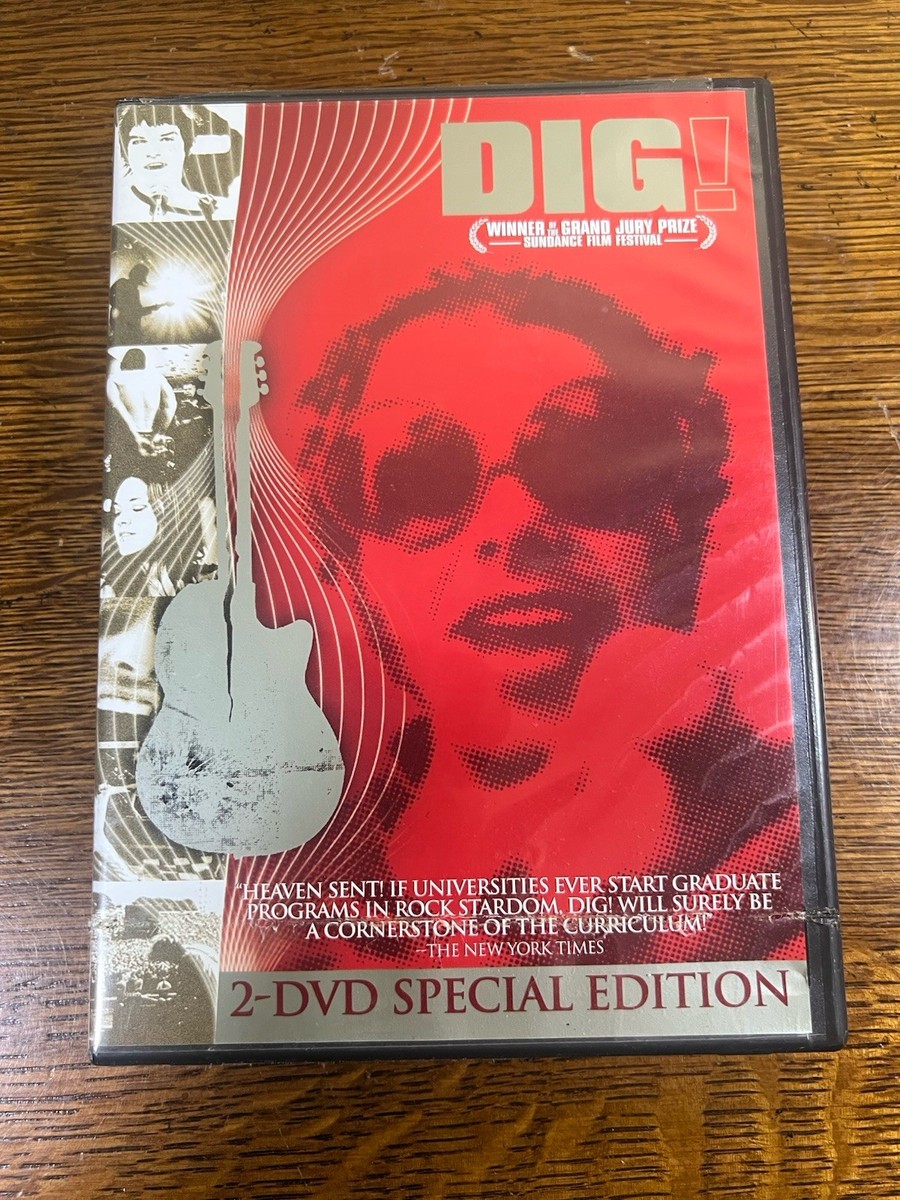 DIG!
WINNER OF THE GRAND JURY PRIZE
SUNDANCE FILM FESTIVAL
"HEAVEN SENT! IF UNIVERSITIES EVER START GRADUATE
PROGRAMS IN ROCK STARDOM, DIG! WILL SURELY BE
A CORNERSTONE OF THE CURRICULUM!"
–THE NEW YORK TIMES
2-DVD SPECIAL EDITION